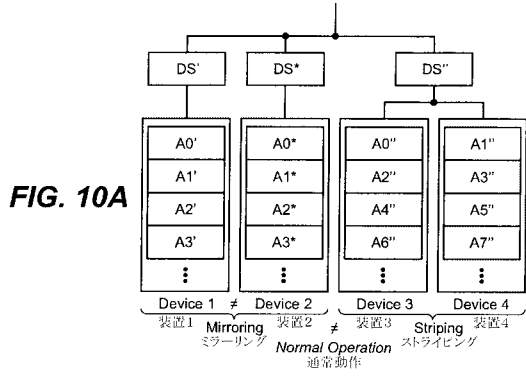 DS' DS* DS"
A0' A0* A0" A1"
A1' A1* A2" A3"
A2' A2* A4" A5"
A3' A3* A6" A7"
FIG. 10A
Device 1 ≠ Device 2 Device 3 Device 4
装置1 装置2 装置3 装置4
Mirroring ≠ Striping
ミラーリング ストライピング
Normal Operation
通常動作